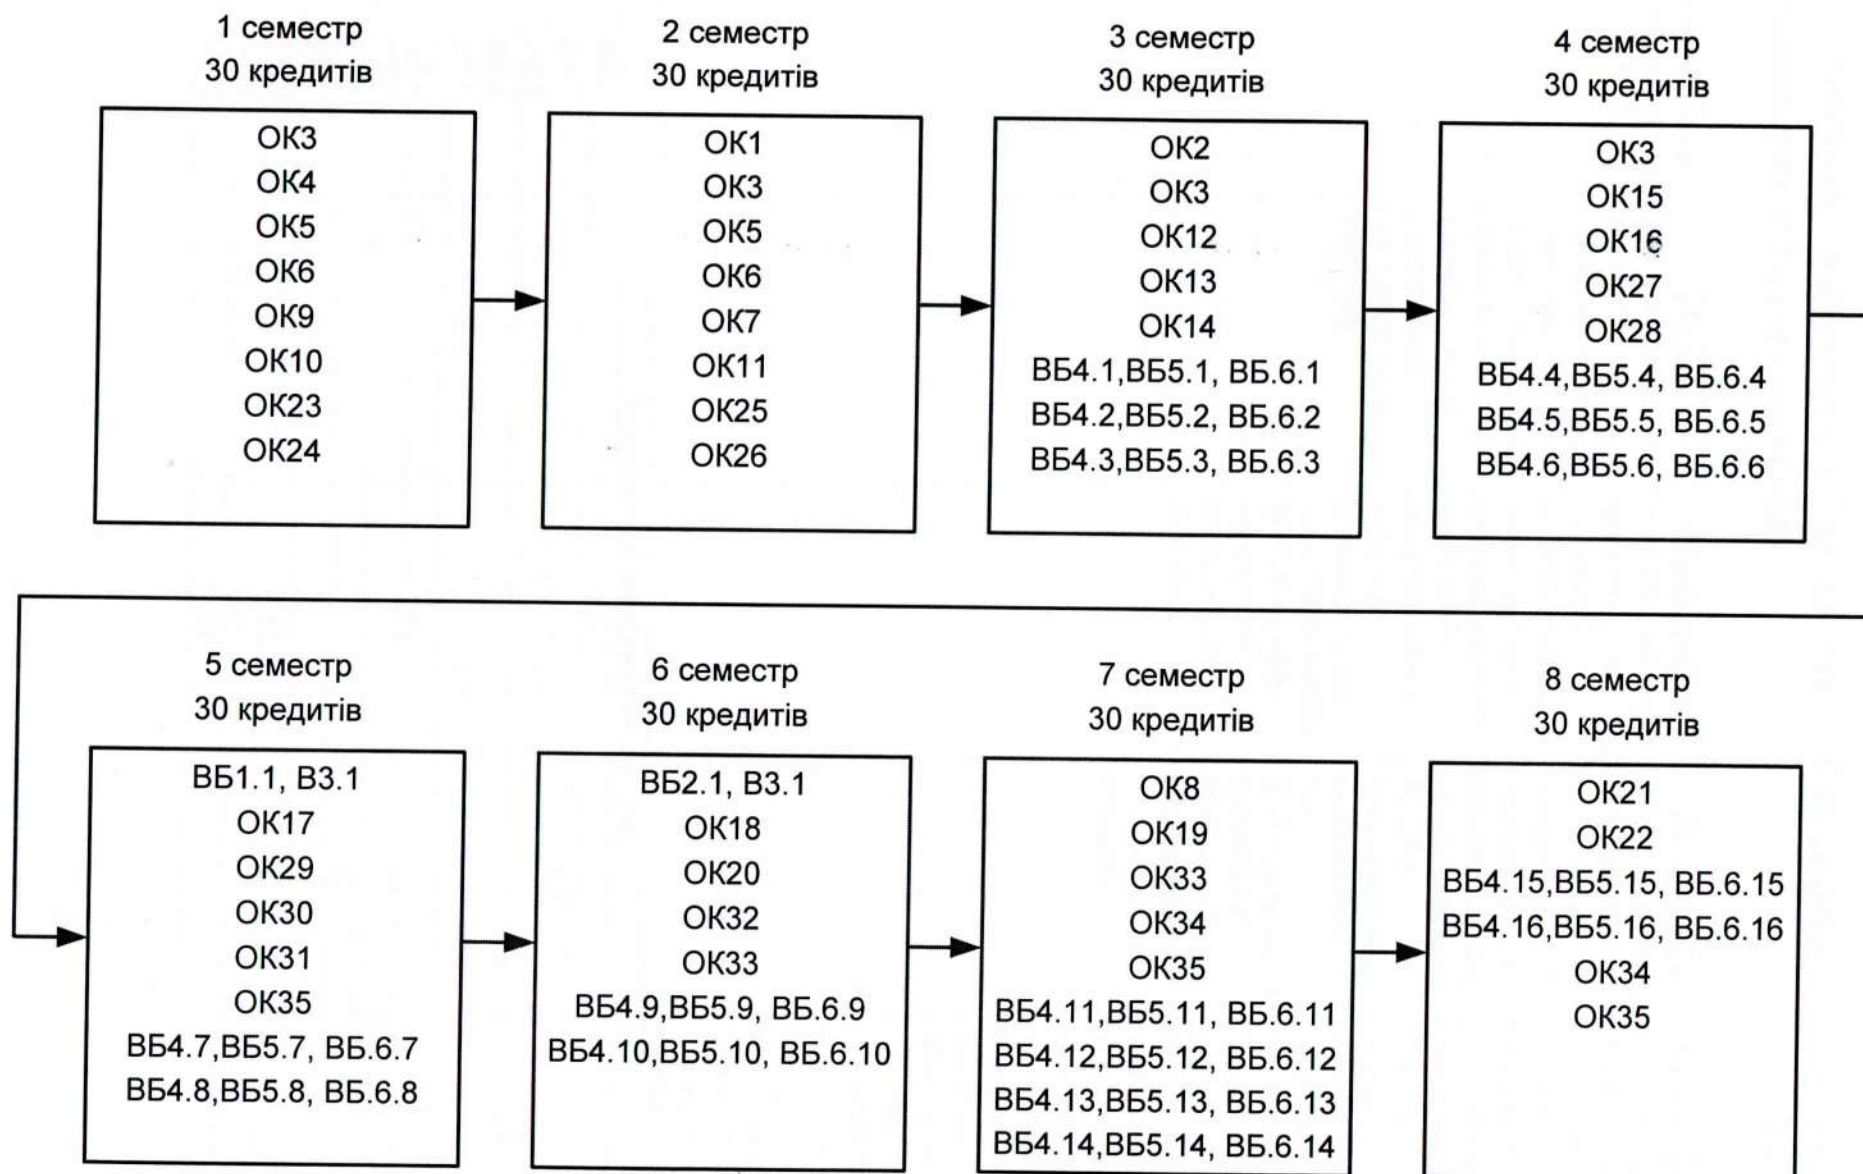 1 семестр
30 кредитів
ОК3
ОК4
ОК5
ОК6
ОК9
ОК10
ОК23
ОК24
2 семестр
30 кредитів
ОК1
ОК3
ОК5
ОК6
ОК7
ОК11
ОК25
ОК26
3 семестр
30 кредитів
ОК2
ОК3
ОК12
ОК13
ОК14
ВБ4.1,ВБ5.1, ВБ.6.1
ВБ4.2,ВБ5.2, ВБ.6.2
ВБ4.3,ВБ5.3, ВБ.6.3
4 семестр
30 кредитів
ОК3
ОК15
ОК16
ОК27
ОК28
ВБ4.4,ВБ5.4, ВБ.6.4
ВБ4.5,ВБ5.5, ВБ.6.5
ВБ4.6,ВБ5.6, ВБ.6.6
5 семестр
30 кредитів
ВБ1.1, В3.1
ОК17
ОК29
ОК30
ОК31
ОК35
ВБ4.7,ВБ5.7, ВБ.6.7
ВБ4.8,ВБ5.8, ВБ.6.8
6 семестр
30 кредитів
ВБ2.1, В3.1
ОК18
ОК20
ОК32
ОК33
ВБ4.9,ВБ5.9, ВБ.6.9
ВБ4.10,ВБ5.10, ВБ.6.10
7 семестр
30 кредитів
ОК8
ОК19
ОК33
ОК34
ОК35
ВБ4.11,ВБ5.11, ВБ.6.11
ВБ4.12,ВБ5.12, ВБ.6.12
ВБ4.13,ВБ5.13, ВБ.6.13
ВБ4.14,ВБ5.14, ВБ.6.14
8 семестр
30 кредитів
ОК21
ОК22
ВБ4.15,ВБ5.15, ВБ.6.15
ВБ4.16,ВБ5.16, ВБ.6.16
ОК34
ОК35